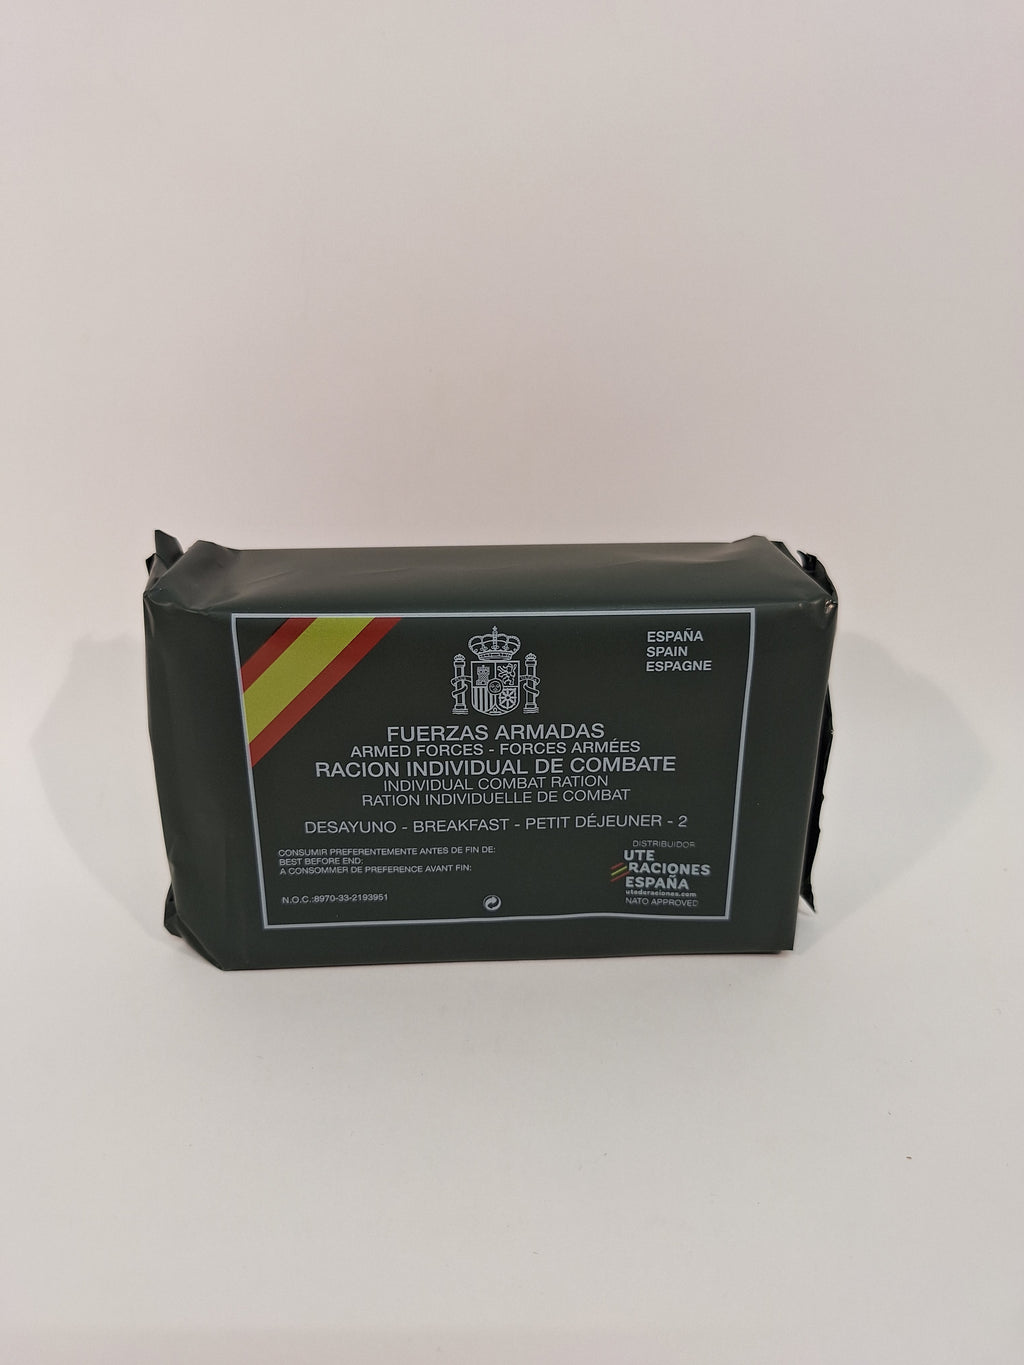 ESPAÑA
SPAIN
ESPAGNE
FUERZAS ARMADAS
ARMED FORCES - FORCES ARMÉES
RACION INDIVIDUAL DE COMBATE
INDIVIDUAL COMBAT RATION
RATION INDIVIDUELLE DE COMBAT
DESAYUNO - BREAKFAST - PETIT DÉJEUNER - 2
CONSUMIR PREFERENTEMENTE ANTES DE FIN DE:
BEST BEFORE END:
A CONSOMMER DE PREFERENCE AVANT FIN:
N.O.C.:8970-33-2193951
DISTRIBUIDOR
UTE
RACIONES
ESPAÑA
utederaciones.com
NATO APPROVED